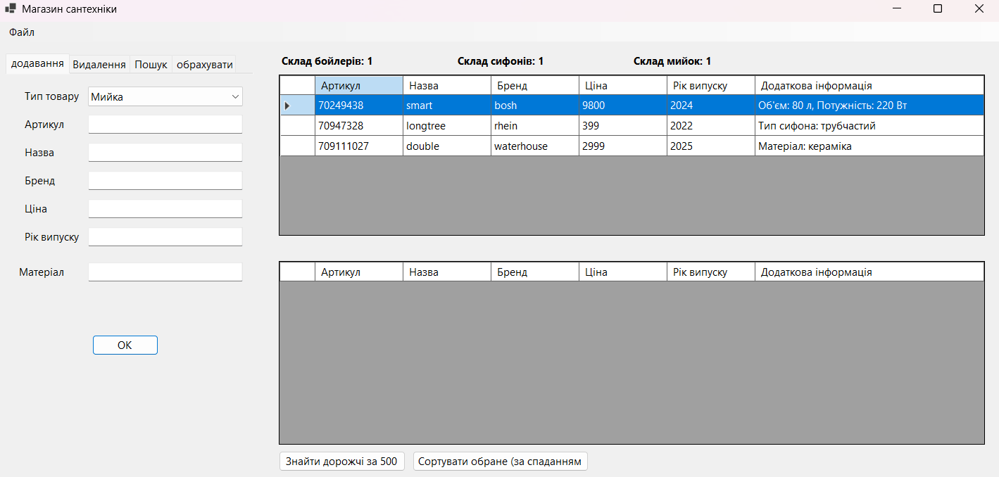 Магазин сантехніки
Файл
додавання Видалення Пошук обрахувати
Тип товару Мийка
Артикул
Назва
Бренд
Ціна
Рік випуску
Матеріал
ОК
Склад бойлерів: 1 Склад сифонів: 1 Склад мийок: 1
Артикул Назва Бренд Ціна Рік випуску Додаткова інформація
70249438 smart bosh 9800 2024 Об'єм: 80 л, Потужність: 220 Вт
70947328 longtree rhein 399 2022 Тип сифона: трубчастий
709111027 double waterhouse 2999 2025 Матеріал: кераміка
Артикул Назва Бренд Ціна Рік випуску Додаткова інформація
Знайти дорожчі за 500 Сортувати обране (за спаданням